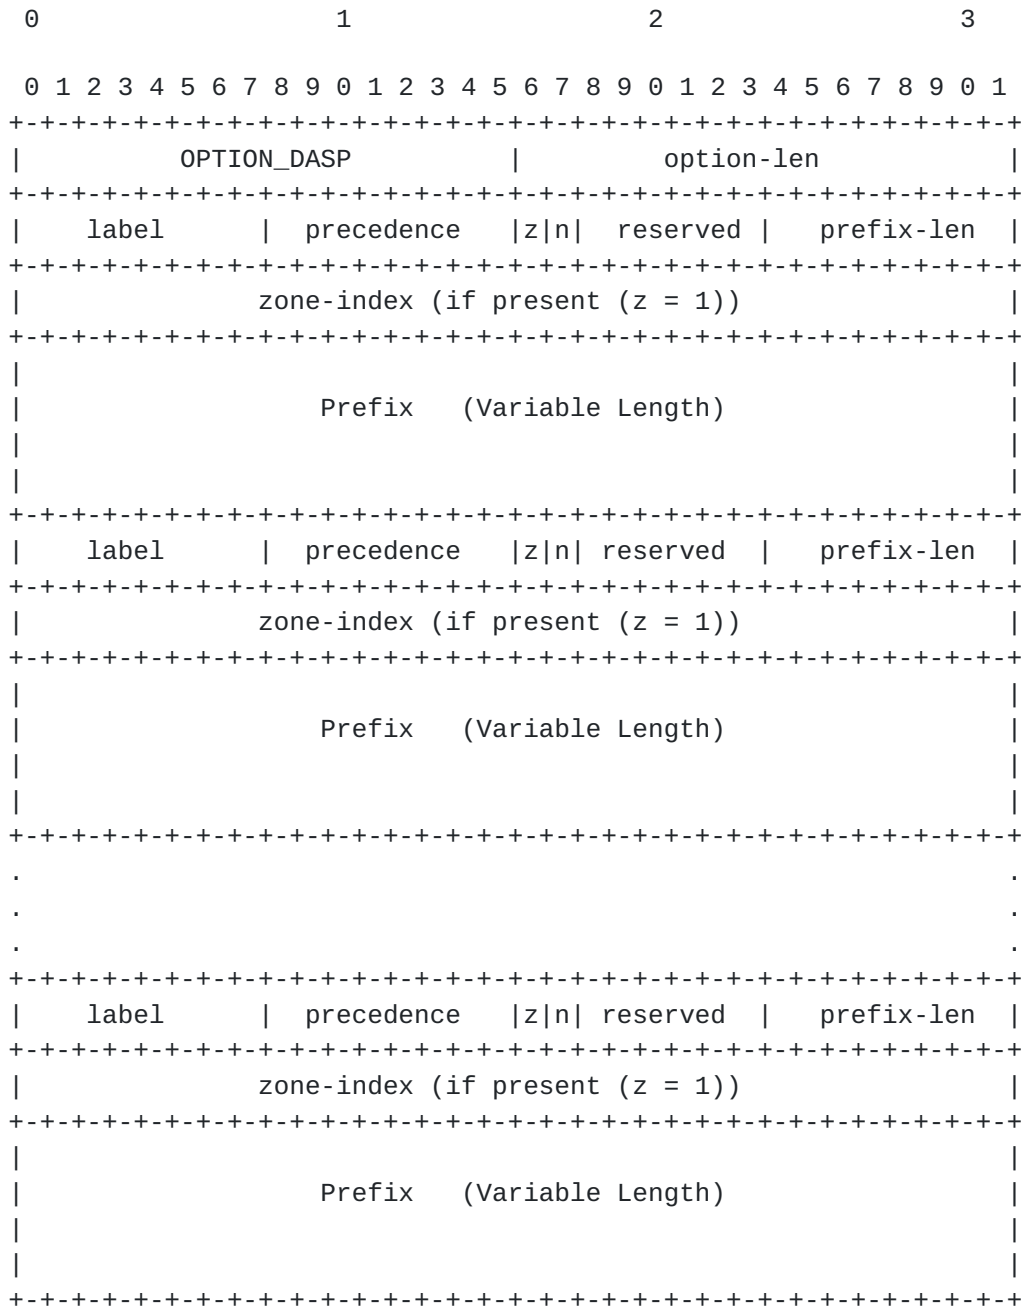 0                   1                   2                   3
 0 1 2 3 4 5 6 7 8 9 0 1 2 3 4 5 6 7 8 9 0 1 2 3 4 5 6 7 8 9 0 1
+-+-+-+-+-+-+-+-+-+-+-+-+-+-+-+-+-+-+-+-+-+-+-+-+-+-+-+-+-+-+-+-+
|          OPTION_DASP          |         option-len            |
+-+-+-+-+-+-+-+-+-+-+-+-+-+-+-+-+-+-+-+-+-+-+-+-+-+-+-+-+-+-+-+-+
|    label      |  precedence   |z|n|  reserved |   prefix-len  |
+-+-+-+-+-+-+-+-+-+-+-+-+-+-+-+-+-+-+-+-+-+-+-+-+-+-+-+-+-+-+-+-+
|               zone-index (if present (z = 1))                 |
+-+-+-+-+-+-+-+-+-+-+-+-+-+-+-+-+-+-+-+-+-+-+-+-+-+-+-+-+-+-+-+-+
|                                                               |
|                   Prefix   (Variable Length)                  |
|                                                               |
|                                                               |
+-+-+-+-+-+-+-+-+-+-+-+-+-+-+-+-+-+-+-+-+-+-+-+-+-+-+-+-+-+-+-+-+
|    label      |  precedence   |z|n| reserved  |   prefix-len  |
+-+-+-+-+-+-+-+-+-+-+-+-+-+-+-+-+-+-+-+-+-+-+-+-+-+-+-+-+-+-+-+-+
|               zone-index (if present (z = 1))                 |
+-+-+-+-+-+-+-+-+-+-+-+-+-+-+-+-+-+-+-+-+-+-+-+-+-+-+-+-+-+-+-+-+
|                                                               |
|                   Prefix   (Variable Length)                  |
|                                                               |
|                                                               |
+-+-+-+-+-+-+-+-+-+-+-+-+-+-+-+-+-+-+-+-+-+-+-+-+-+-+-+-+-+-+-+-+
.                                                               .
.                                                               .
.                                                               .
+-+-+-+-+-+-+-+-+-+-+-+-+-+-+-+-+-+-+-+-+-+-+-+-+-+-+-+-+-+-+-+-+
|    label      |  precedence   |z|n| reserved  |   prefix-len  |
+-+-+-+-+-+-+-+-+-+-+-+-+-+-+-+-+-+-+-+-+-+-+-+-+-+-+-+-+-+-+-+-+
|               zone-index (if present (z = 1))                 |
+-+-+-+-+-+-+-+-+-+-+-+-+-+-+-+-+-+-+-+-+-+-+-+-+-+-+-+-+-+-+-+-+
|                                                               |
|                   Prefix   (Variable Length)                  |
|                                                               |
|                                                               |
+-+-+-+-+-+-+-+-+-+-+-+-+-+-+-+-+-+-+-+-+-+-+-+-+-+-+-+-+-+-+-+-+